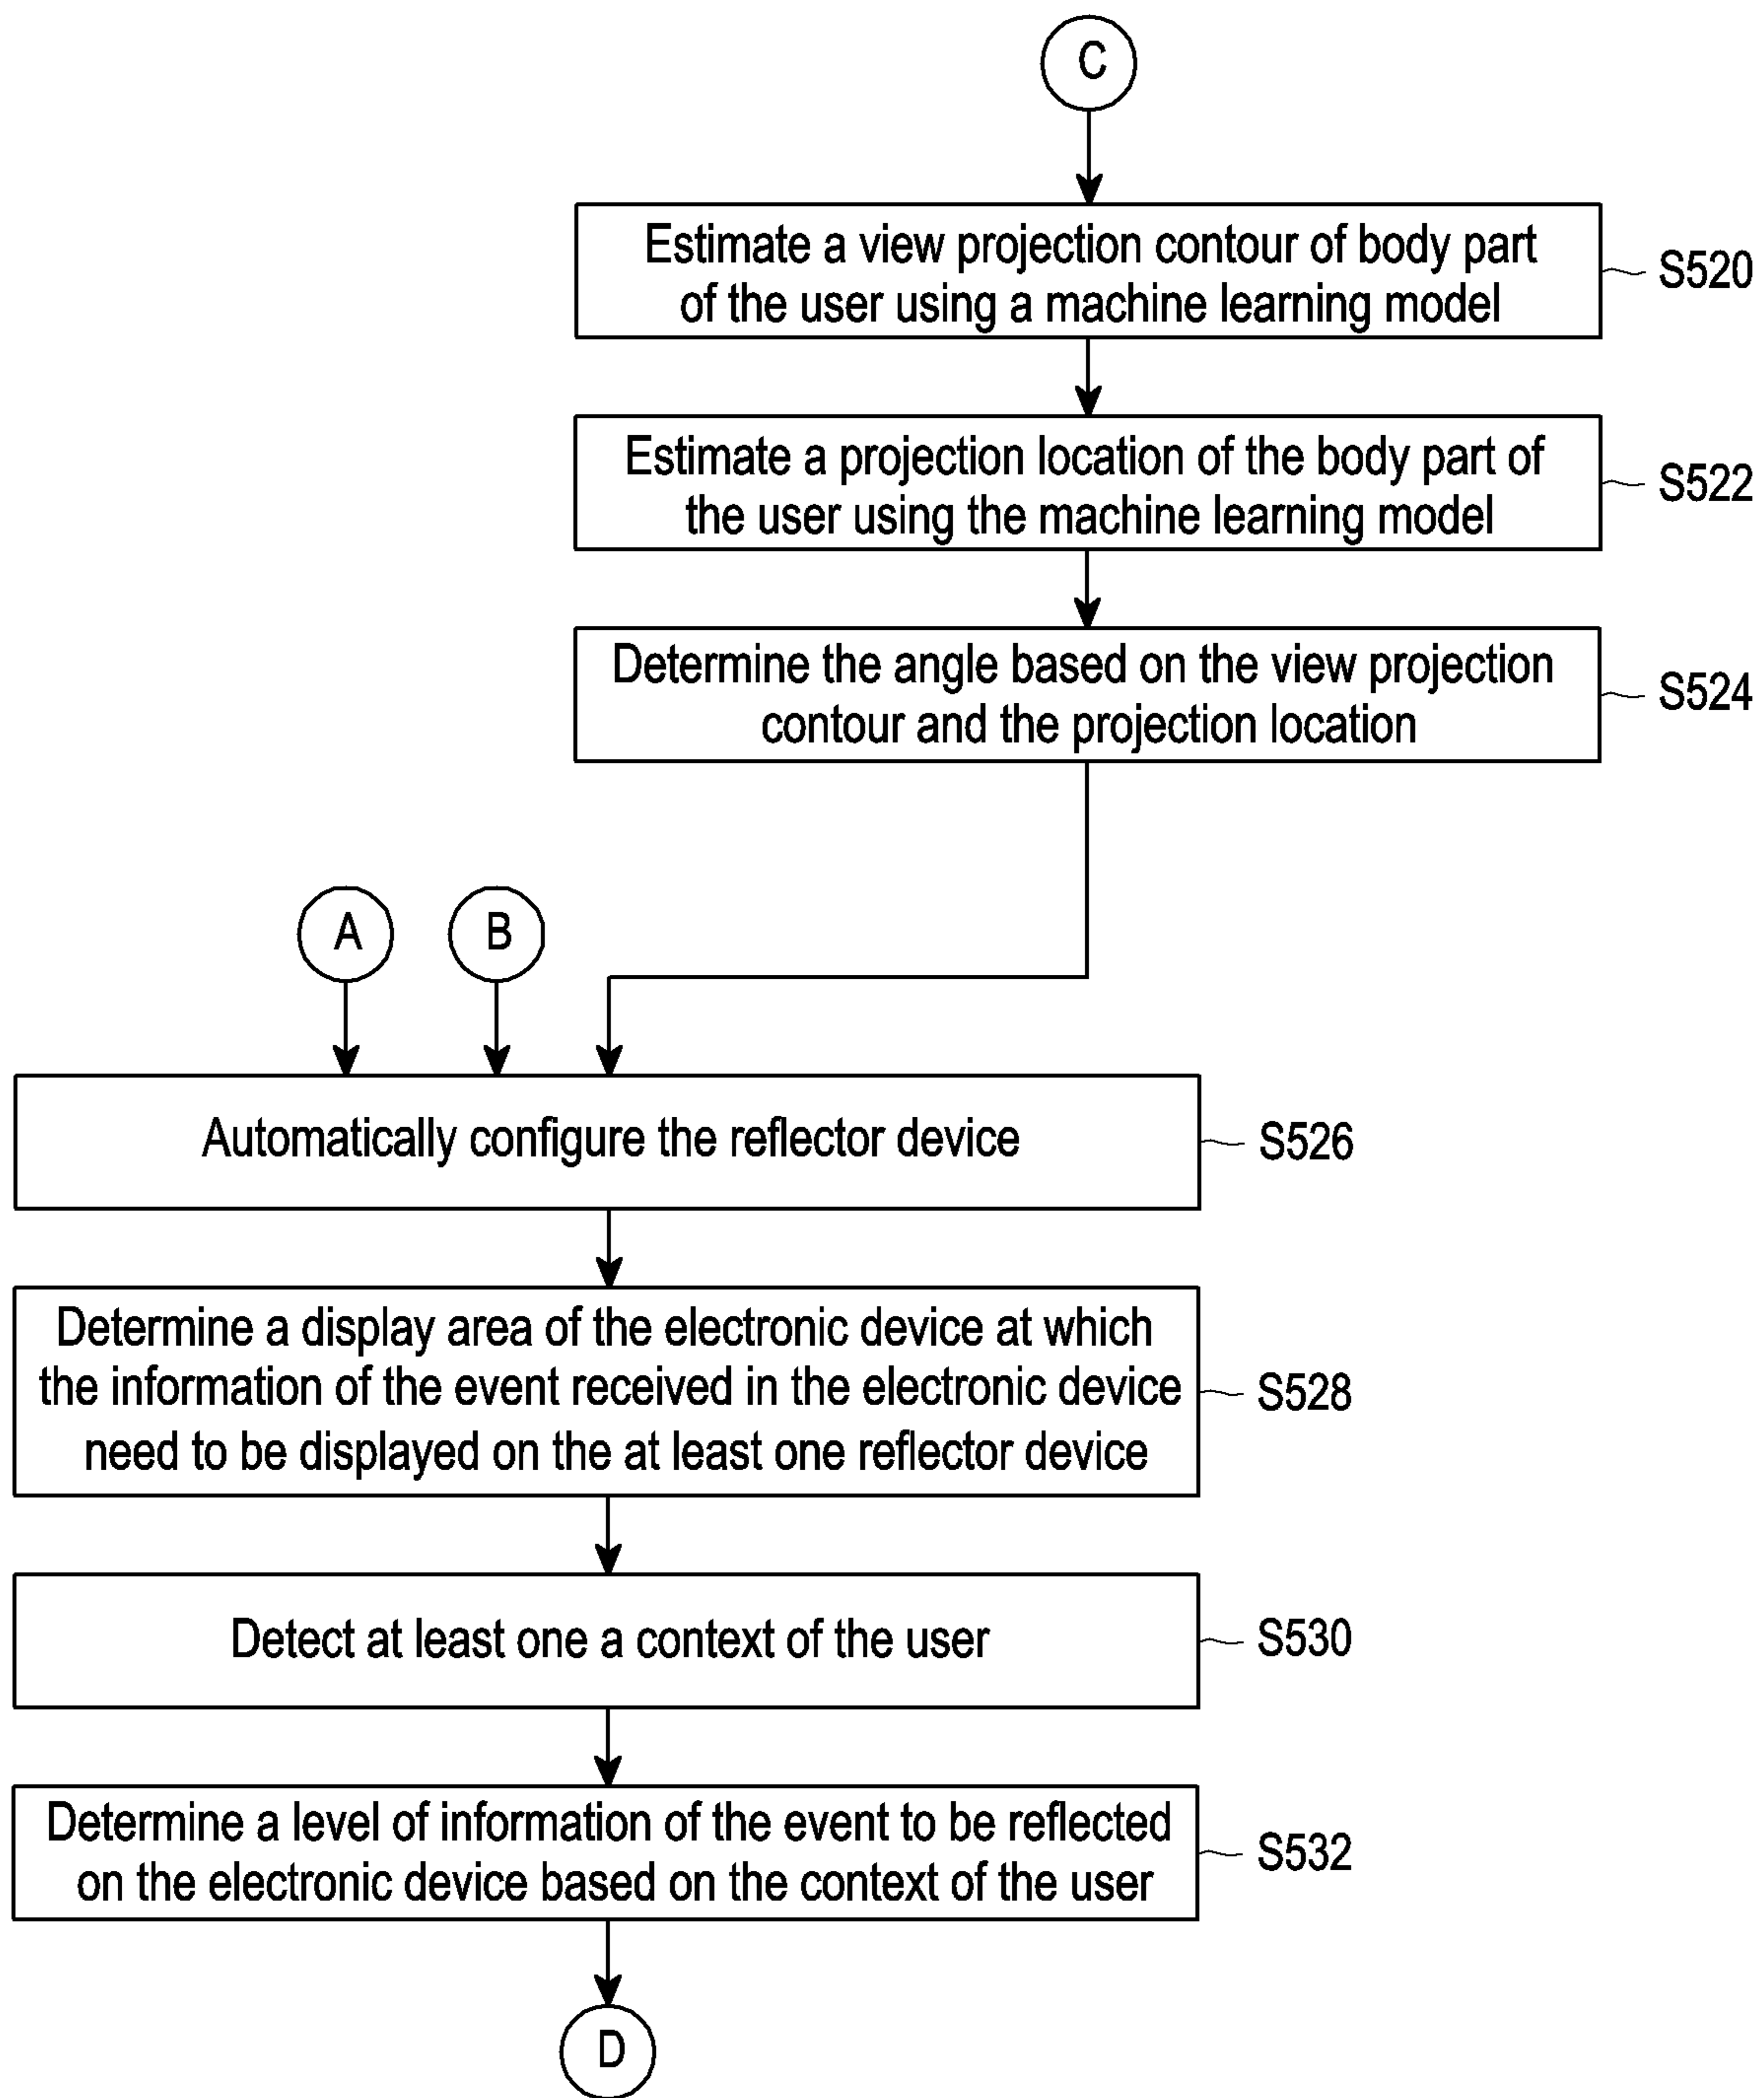 C
Estimate a view projection contour of body part
of the user using a machine learning model
S520
Estimate a projection location of the body part of
the user using the machine learning model
S522
Determine the angle based on the view projection
contour and the projection location
S524
A
B
Automatically configure the reflector device
S526
Determine a display area of the electronic device at which
the information of the event received in the electronic device
need to be displayed on the at least one reflector device
S528
Detect at least one a context of the user
S530
Determine a level of information of the event to be reflected
on the electronic device based on the context of the user
S532
D